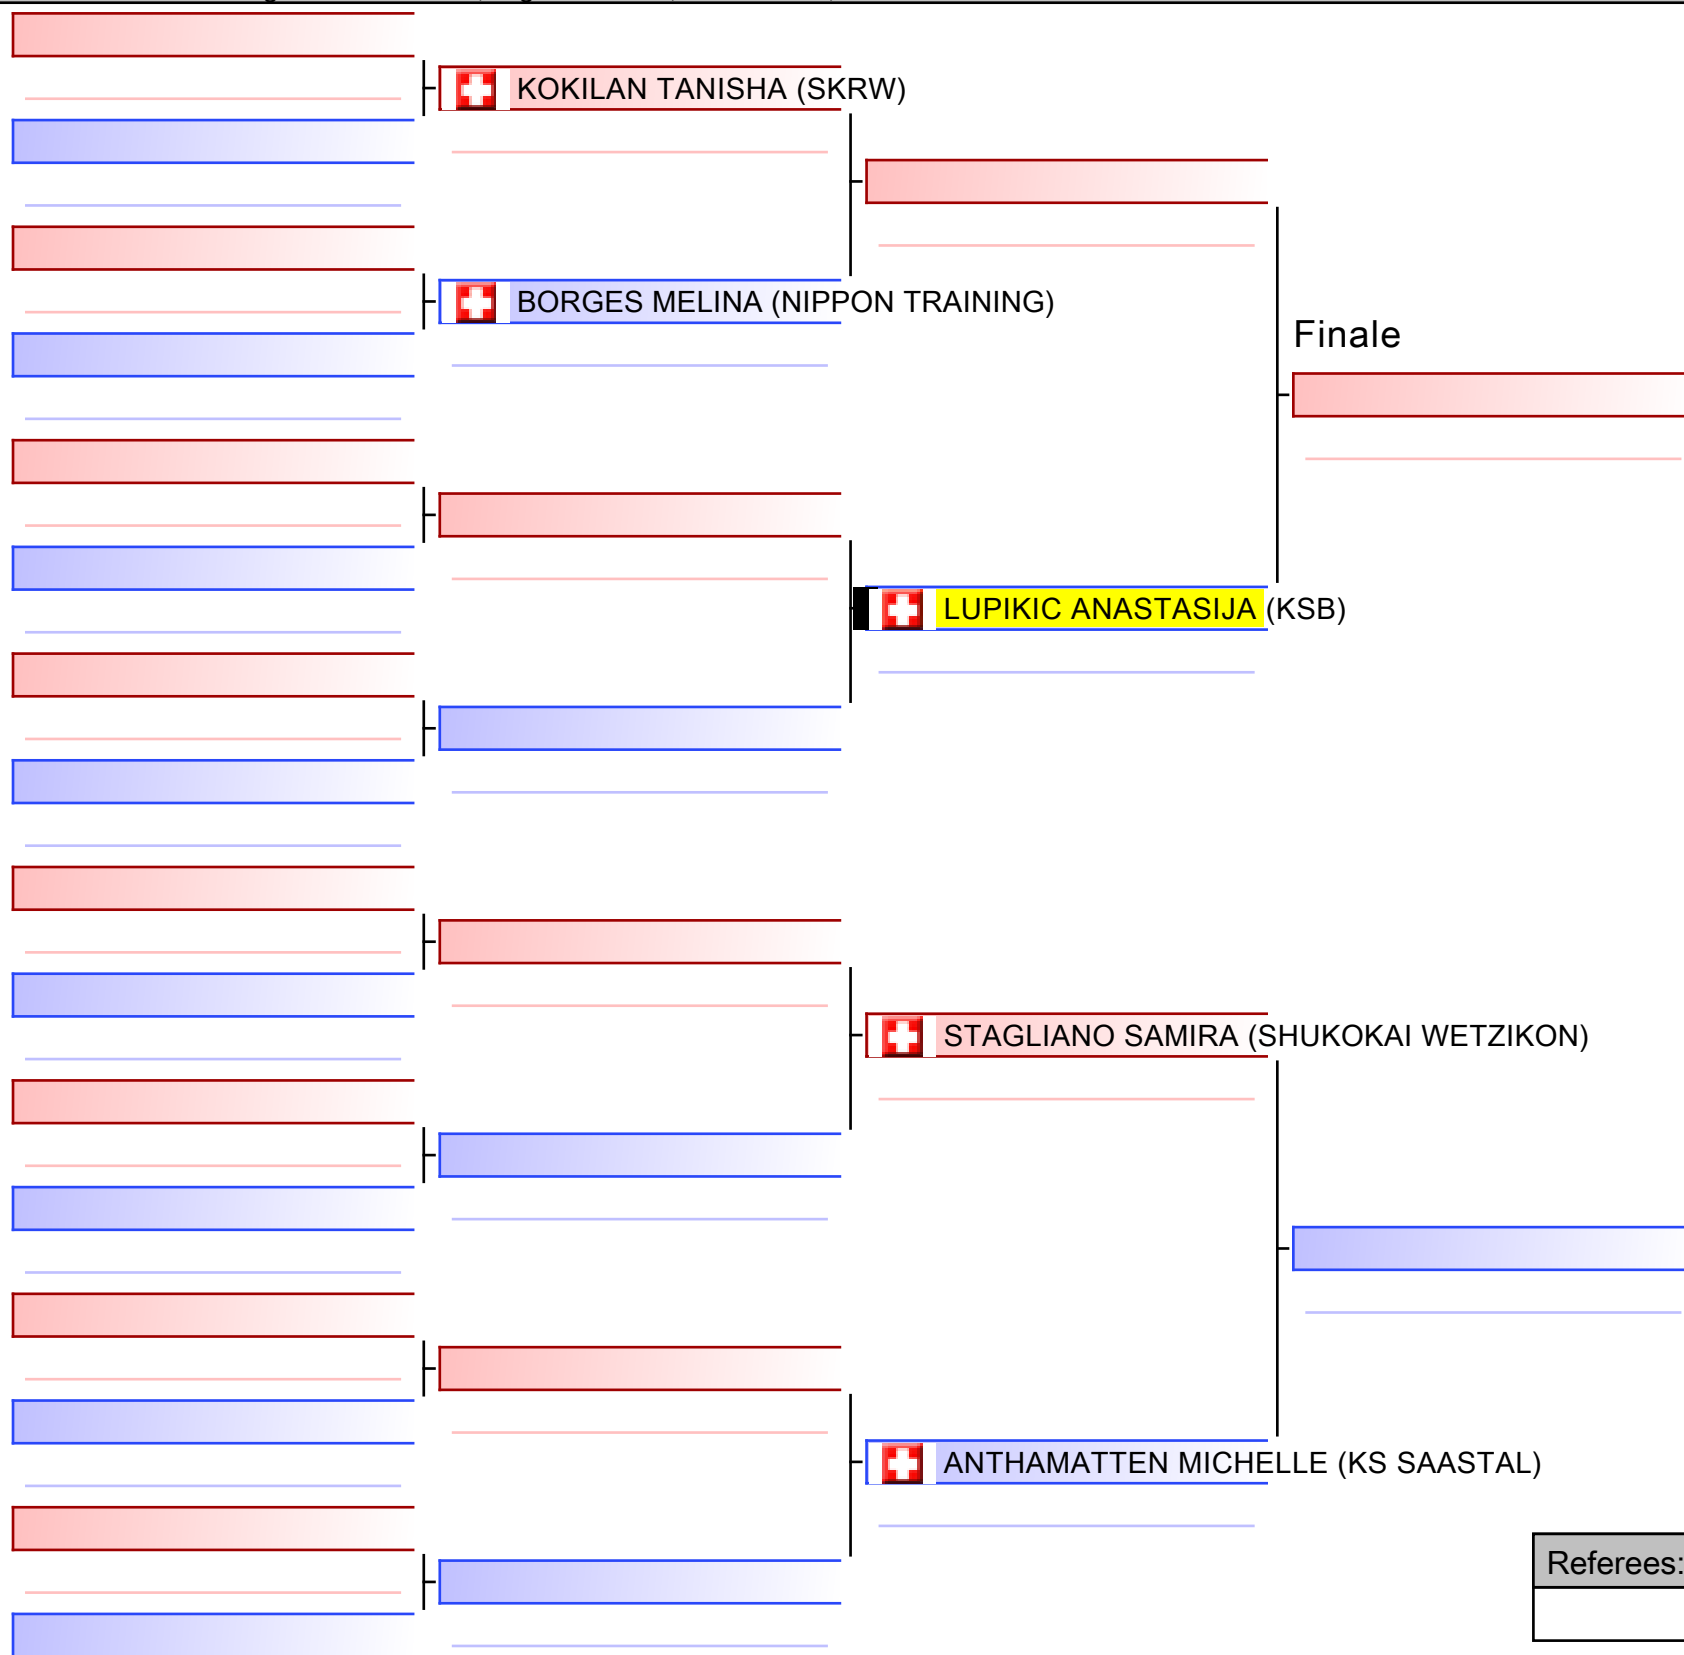 KOKILAN TANISHA (SKRW)
BORGES MELINA (NIPPON TRAINING)
Finale
LUPIKIC ANASTASIJA (KSB)
STAGLIANO SAMIRA (SHUKOKAI WETZIKON)
ANTHAMATTEN MICHELLE (KS SAASTAL)
Referees: